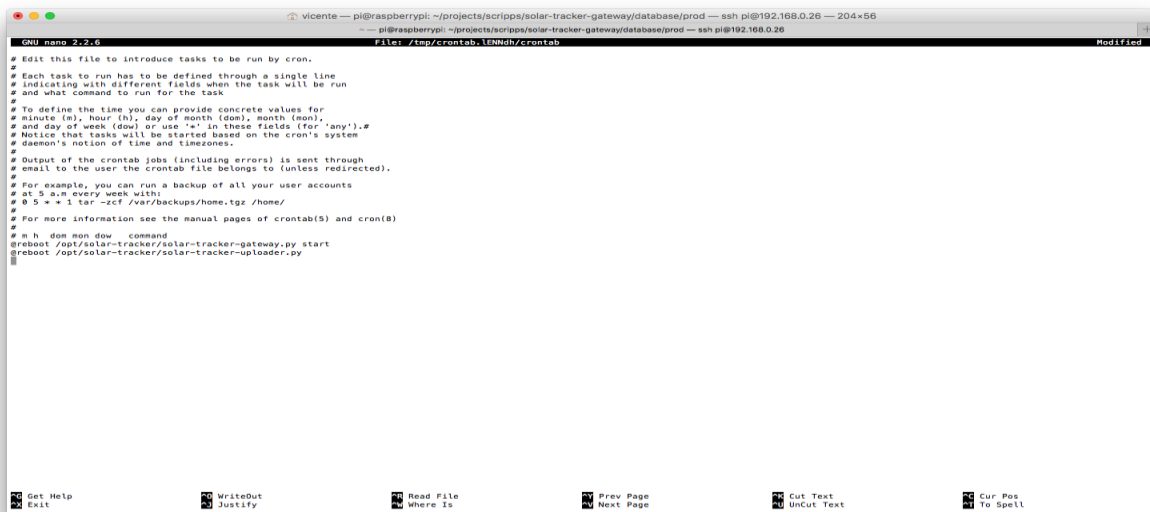 vicente — pi@raspberrypi: ~/projects/scripps/solar-tracker-gateway/database/prod — ssh pi@192.168.0.26 — 204×56
~ — pi@raspberrypi: ~/projects/scripps/solar-tracker-gateway/database/prod — ssh pi@192.168.0.26
+
GNU nano 2.2.6 File: /tmp/crontab.lENNdh/crontab Modified
# Edit this file to introduce tasks to be run by cron.
#
# Each task to run has to be defined through a single line
# indicating with different fields when the task will be run
# and what command to run for the task
#
# To define the time you can provide concrete values for
# minute (m), hour (h), day of month (dom), month (mon),
# and day of week (dow) or use '*' in these fields (for 'any').#
# Notice that tasks will be started based on the cron's system
# daemon's notion of time and timezones.
#
# Output of the crontab jobs (including errors) is sent through
# email to the user the crontab file belongs to (unless redirected).
#
# For example, you can run a backup of all your user accounts
# at 5 a.m every week with:
# 0 5 * * 1 tar -zcf /var/backups/home.tgz /home/
#
# For more information see the manual pages of crontab(5) and cron(8)
#
# m h  dom mon dow   command
@reboot /opt/solar-tracker/solar-tracker-gateway.py start
@reboot /opt/solar-tracker/solar-tracker-uploader.py
^G Get Help ^O WriteOut ^R Read File ^Y Prev Page ^K Cut Text ^C Cur Pos
^X Exit ^J Justify ^W Where Is ^V Next Page ^U UnCut Text ^T To Spell